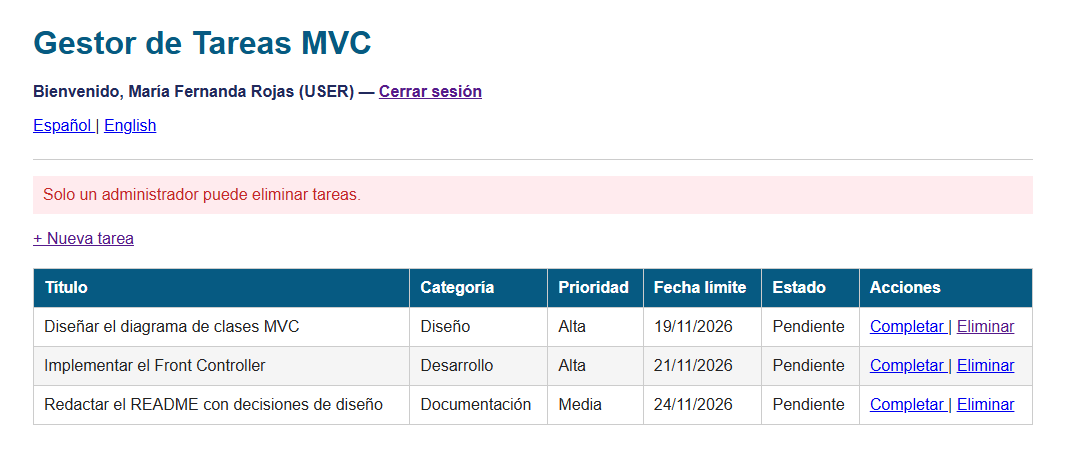 Gestor de Tareas MVC
Bienvenido, María Fernanda Rojas (USER) — Cerrar sesión
Español | English
Solo un administrador puede eliminar tareas.
+ Nueva tarea
Título Categoría Prioridad Fecha límite Estado Acciones
Diseñar el diagrama de clases MVC Diseño Alta 19/11/2026 Pendiente Completar | Eliminar
Implementar el Front Controller Desarrollo Alta 21/11/2026 Pendiente Completar | Eliminar
Redactar el README con decisiones de diseño Documentación Media 24/11/2026 Pendiente Completar | Eliminar